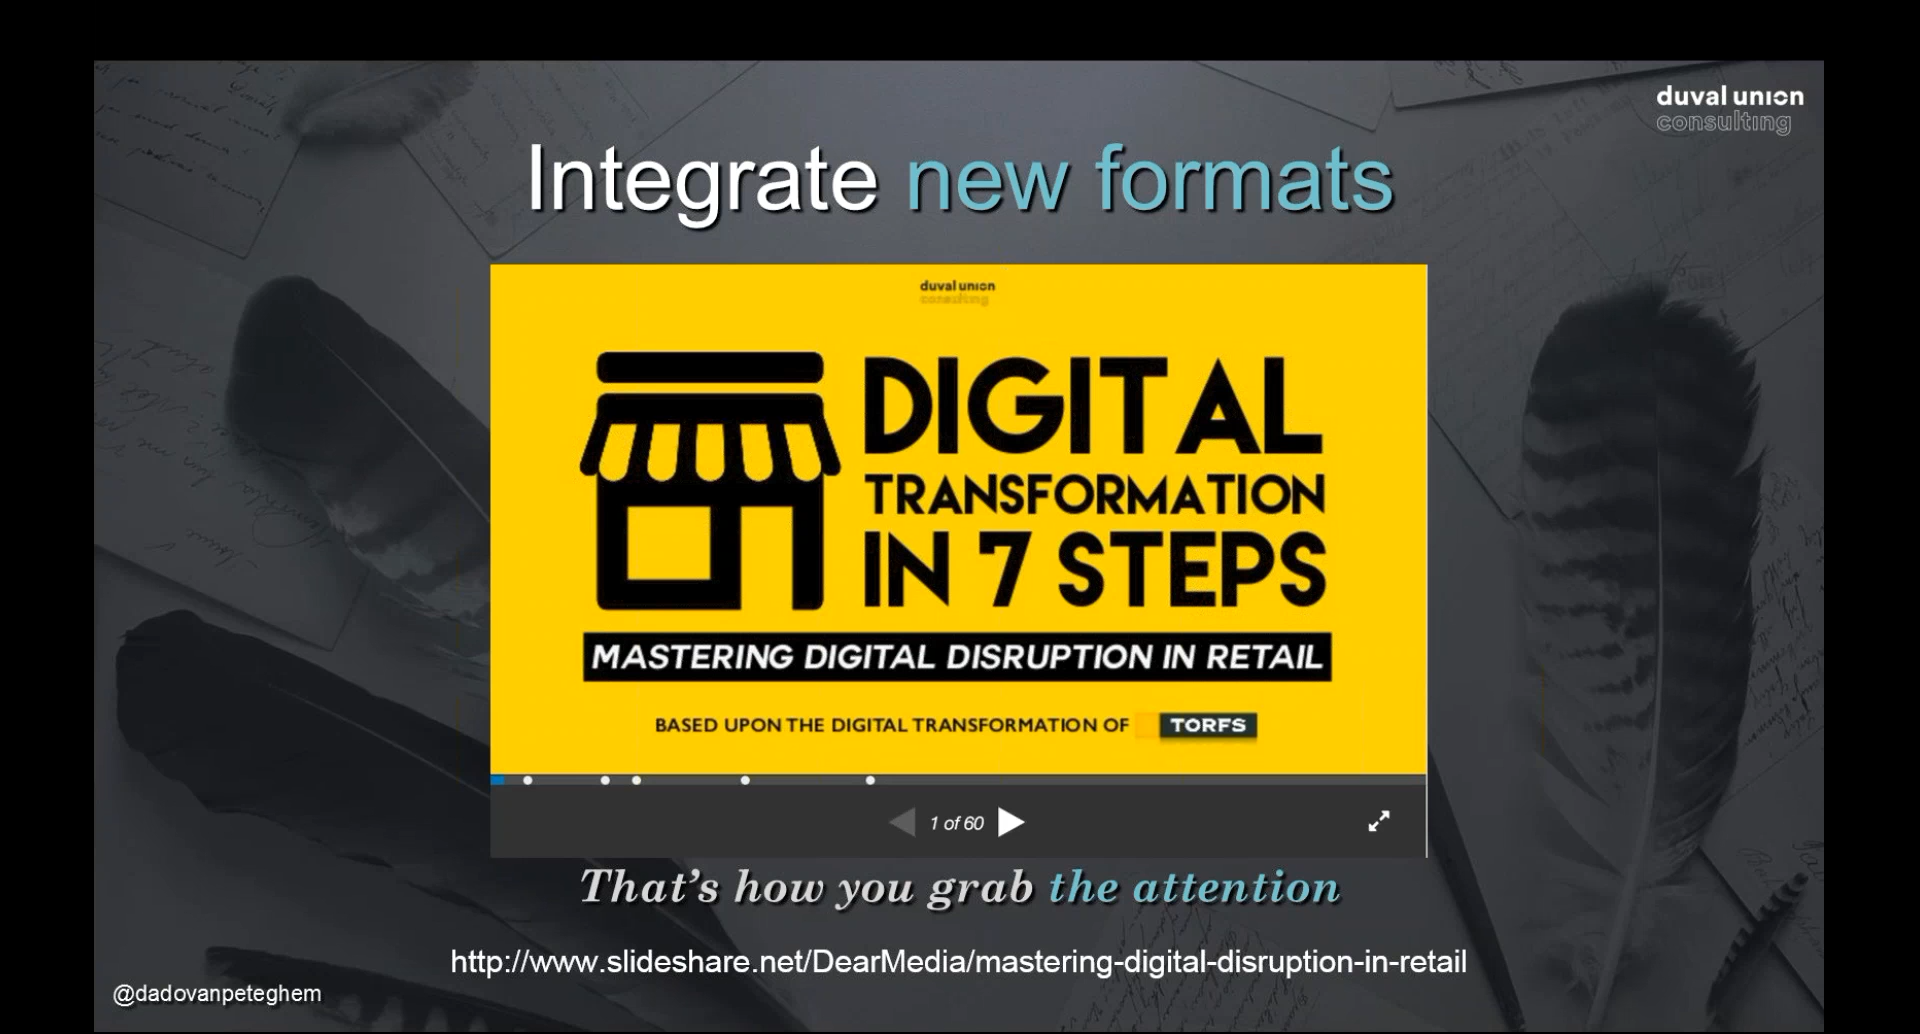 duval union
consulting
Integrate new formats
duval union
consulting
DIGITAL
TRANSFORMATION
IN 7 STEPS
MASTERING DIGITAL DISRUPTION IN RETAIL
BASED UPON THE DIGITAL TRANSFORMATION OF TORFS
1 of 60
That's how you grab the attention
http://www.slideshare.net/DearMedia/mastering-digital-disruption-in-retail
@dadovanpeteghem